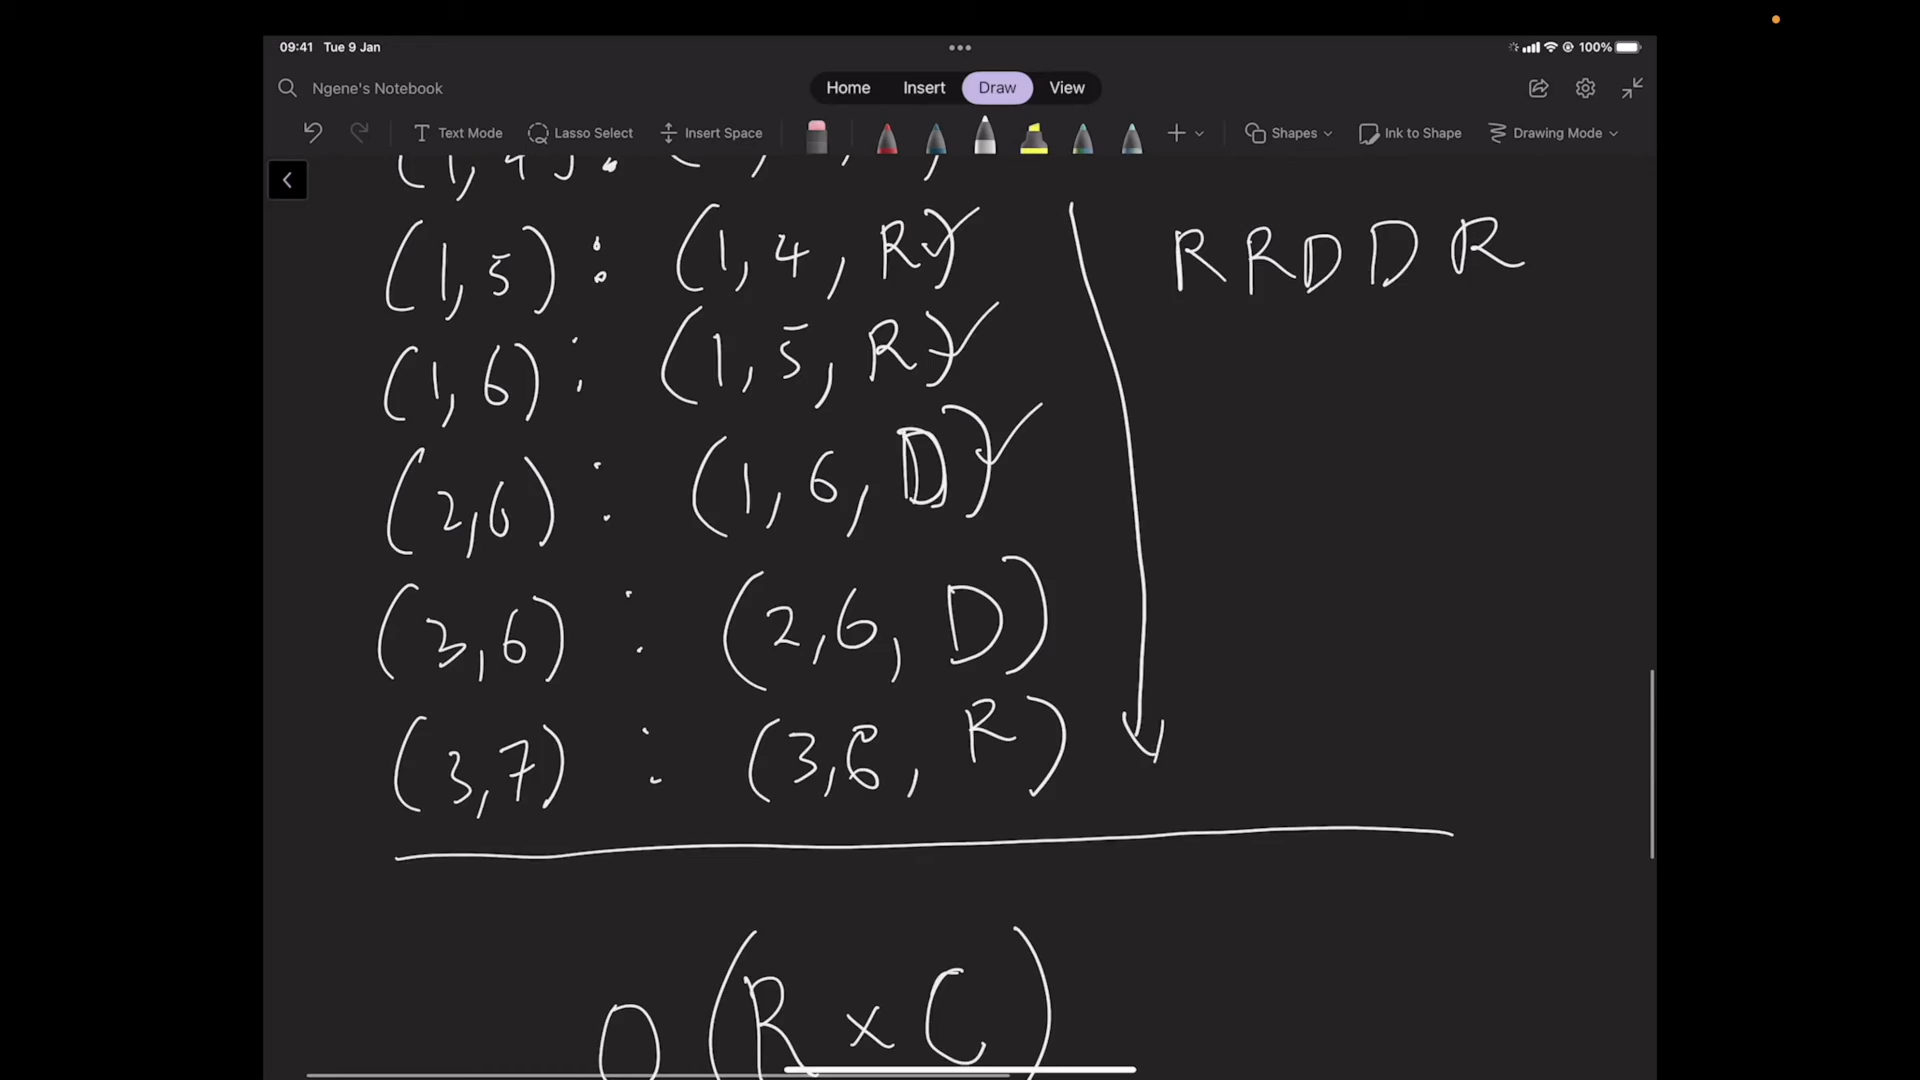 09:41 Tue 9 Jan
100%
Ngene's Notebook
Home Insert Draw View
Text Mode Lasso Select Insert Space
Shapes Ink to Shape Drawing Mode
(1,5) : (1,4, R)
R R D D R
(1,6) : (1,5, R)
(2,6) : (1,6, D)
(3,6) : (2,6, D)
(3,7) : (3,6, R)
O (R x C)